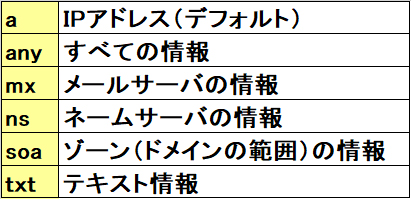 a IPアドレス（デフォルト）
any すべての情報
mx メールサーバの情報
ns ネームサーバの情報
soa ゾーン（ドメインの範囲）の情報
txt テキスト情報